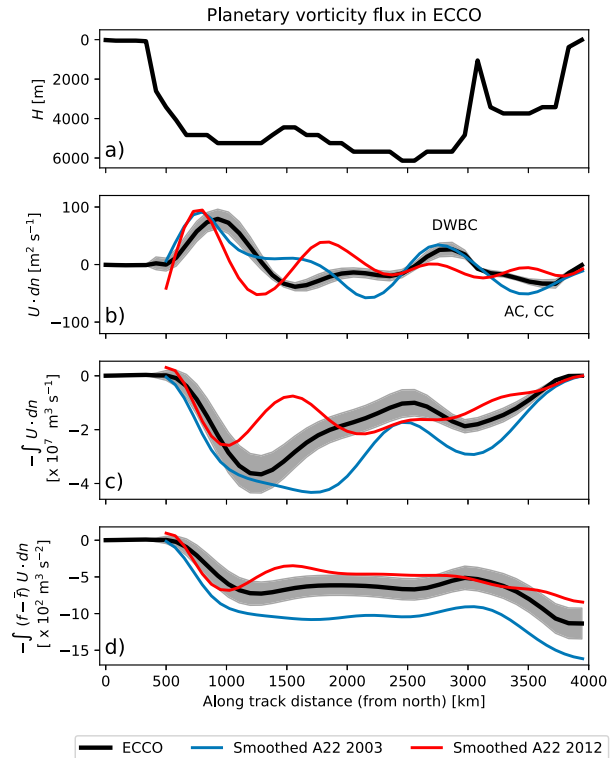 Planetary vorticity flux in ECCO
0
2000
4000
6000
H [m]
a)
100
0
−100
U · dn [m² s⁻¹]
DWBC
AC, CC
b)
0
−2
−4
−∫ U · dn
[x 10⁷ m³ s⁻¹]
c)
0
−5
−10
−15
−∫ (f − f̅) U · dn
[ x 10² m³ s⁻²]
d)
0 500 1000 1500 2000 2500 3000 3500 4000
Along track distance (from north) [km]
ECCO Smoothed A22 2003 Smoothed A22 2012